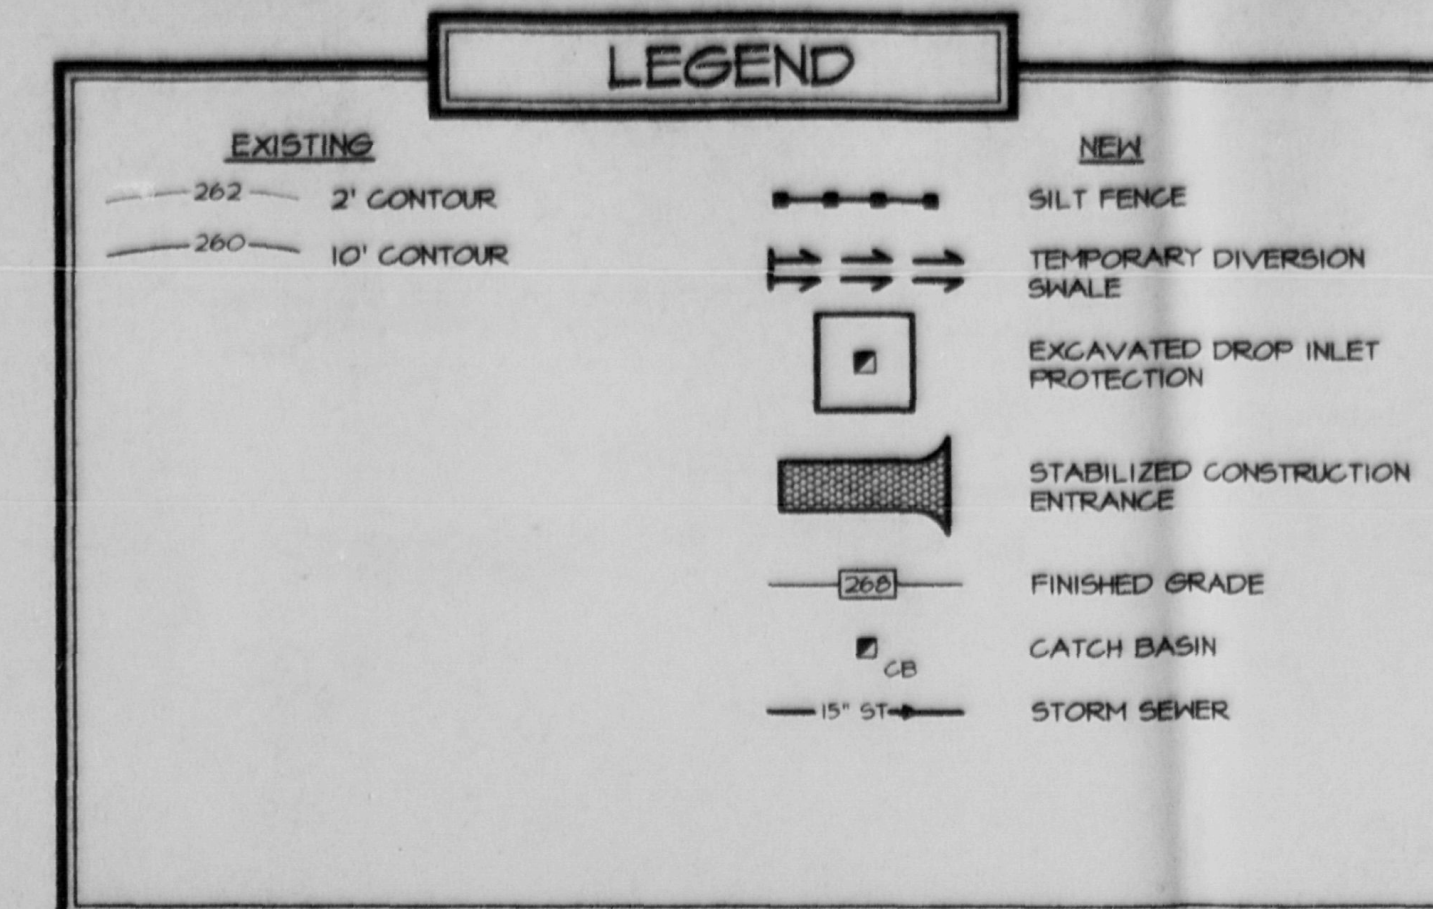 LEGEND
EXISTING
262 2' CONTOUR
260 10' CONTOUR
NEW
SILT FENCE
TEMPORARY DIVERSION
SWALE
EXCAVATED DROP INLET
PROTECTION
STABILIZED CONSTRUCTION
ENTRANCE
268 FINISHED GRADE
CB CATCH BASIN
15" ST STORM SEWER